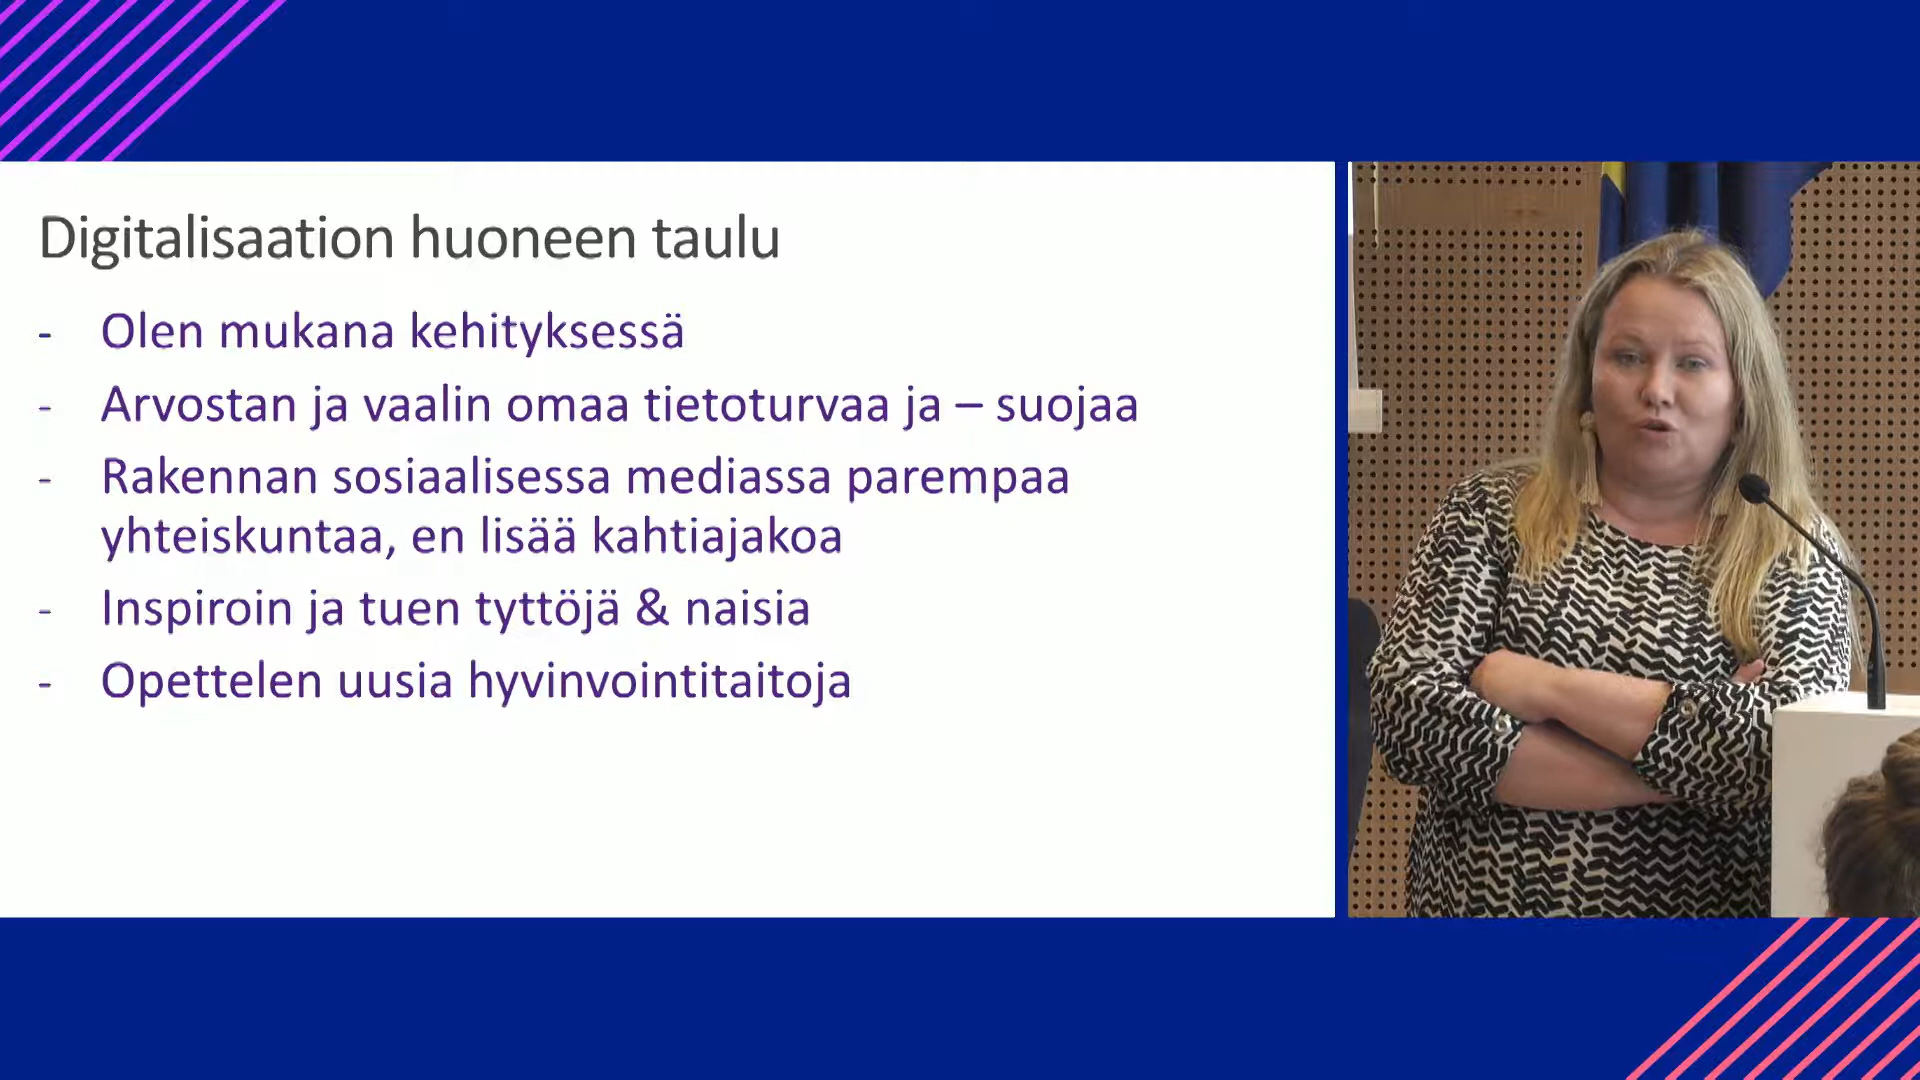 Digitalisaation huoneen taulu
- Olen mukana kehityksessä
- Arvostan ja vaalin omaa tietoturvaa ja – suojaa
- Rakennan sosiaalisessa mediassa parempaa
yhteiskuntaa, en lisää kahtiajakoa
- Inspiroin ja tuen tyttöjä & naisia
- Opettelen uusia hyvinvointitaitoja